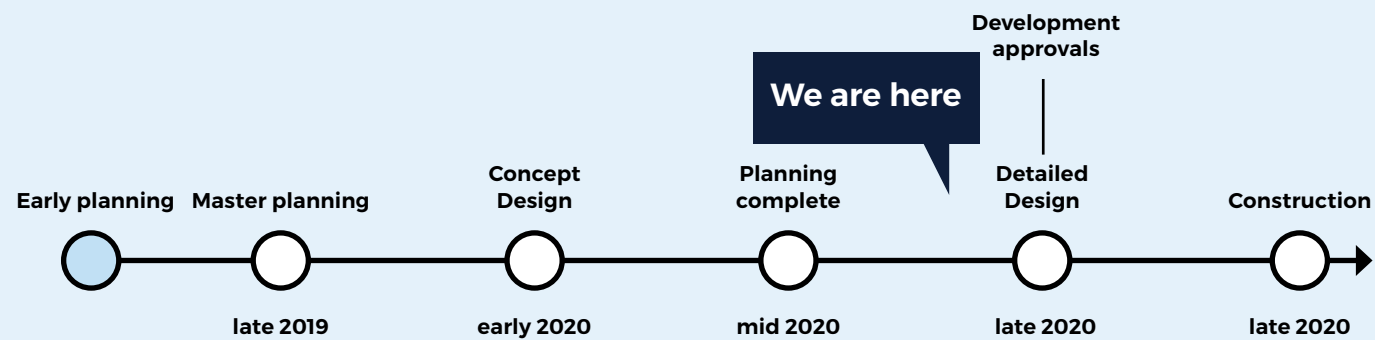 Development
approvals
We are here
Early planning
Master planning
Concept
Design
Planning
complete
Detailed
Design
Construction
late 2019
early 2020
mid 2020
late 2020
late 2020